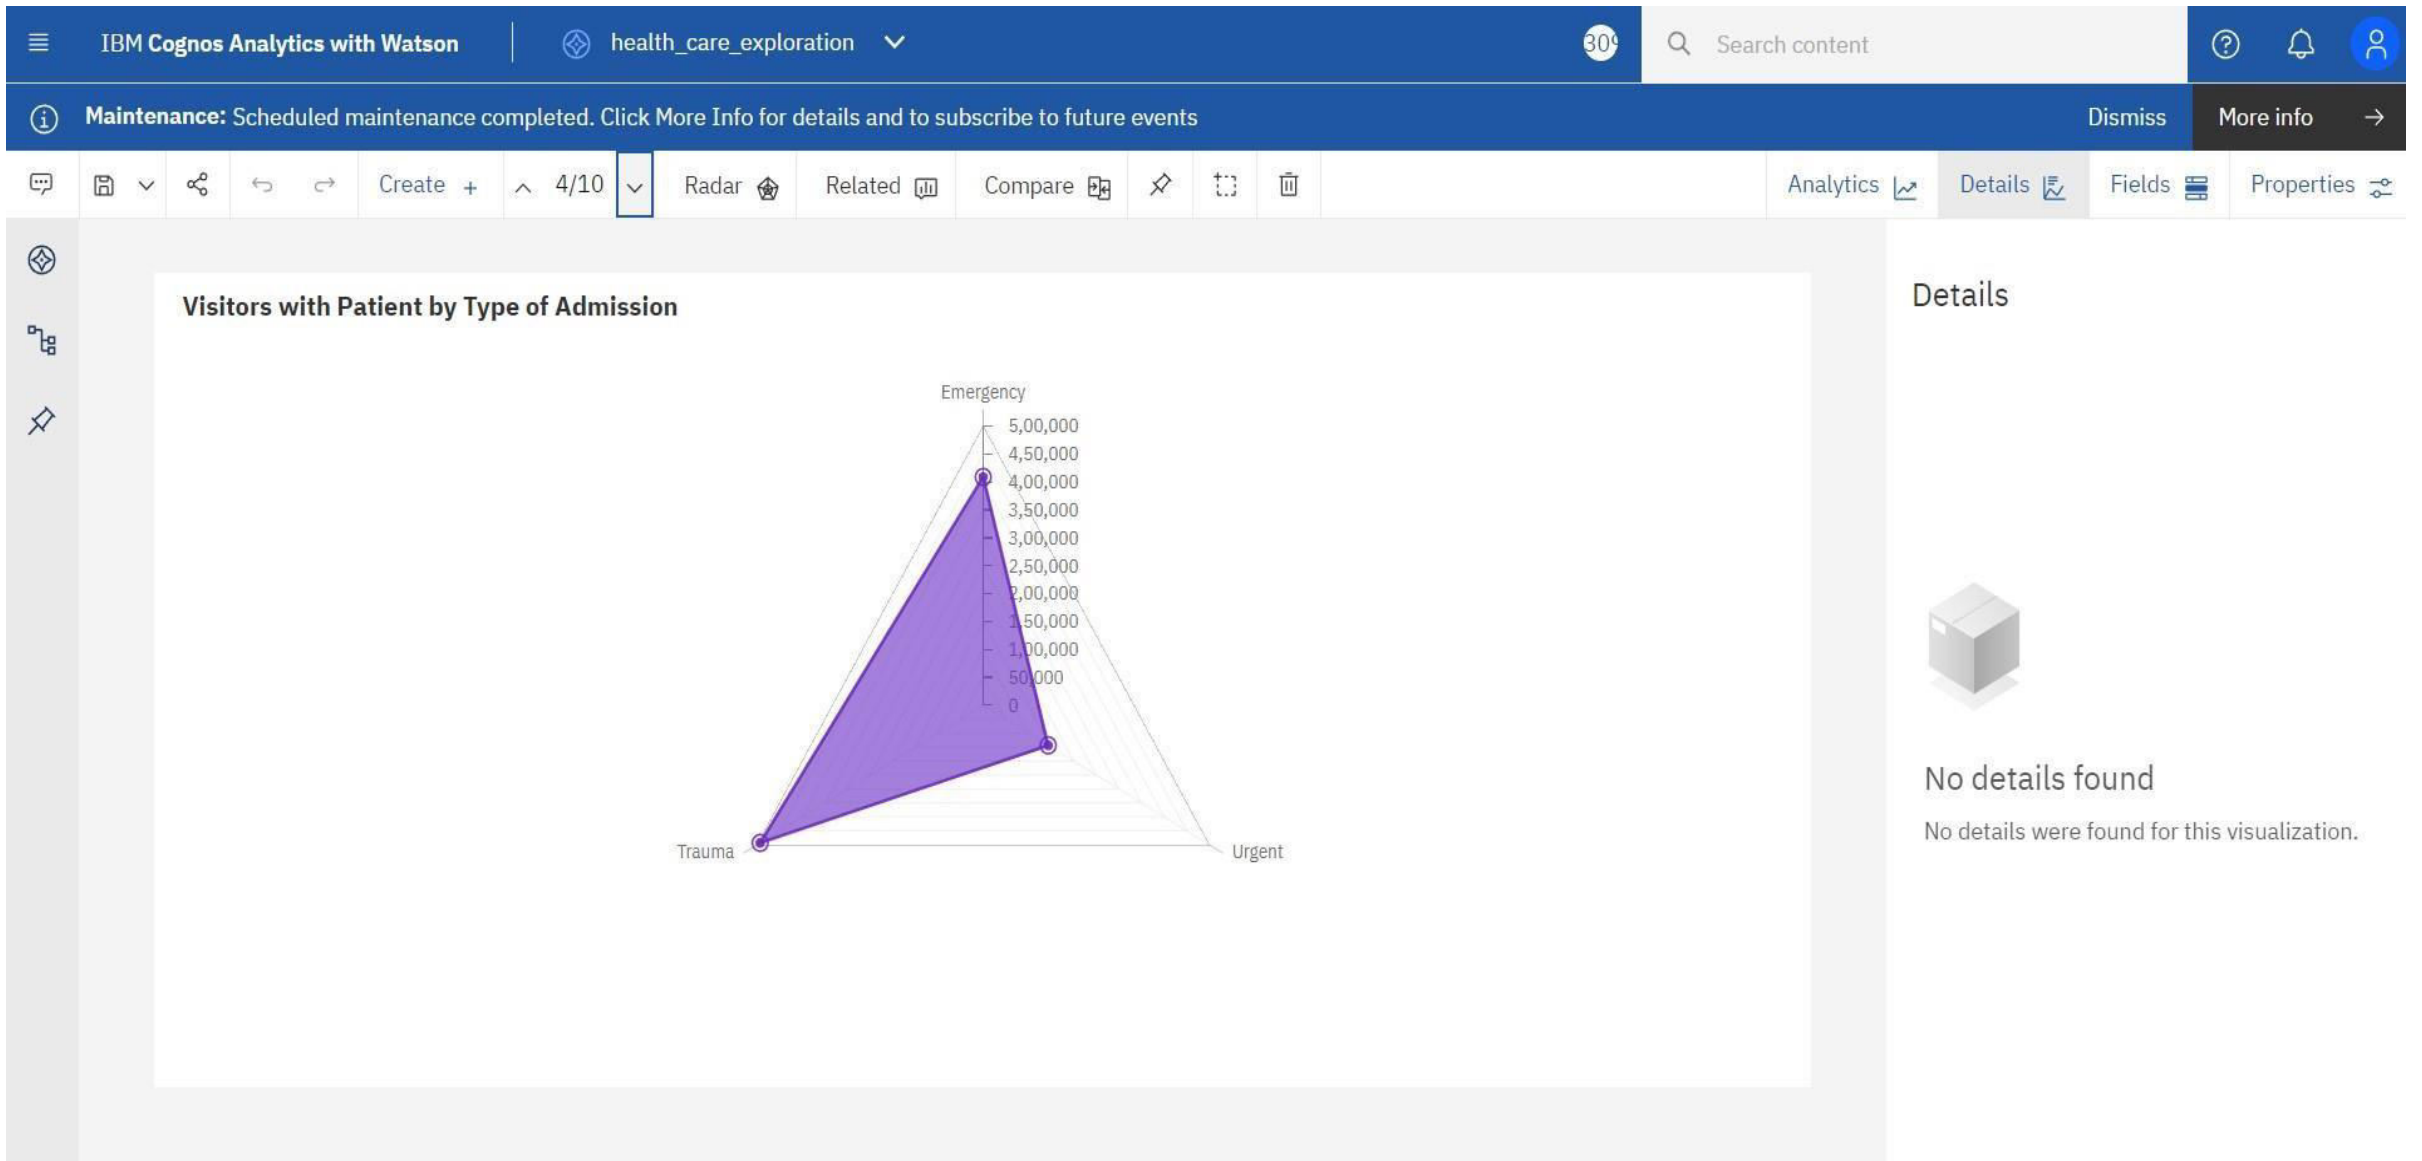 IBM Cognos Analytics with Watson
health_care_exploration
Search content
Maintenance: Scheduled maintenance completed. Click More Info for details and to subscribe to future events
Dismiss
More info
Create +
4/10
Radar
Related
Compare
Analytics
Details
Fields
Properties
Visitors with Patient by Type of Admission
Emergency
5,00,000
4,50,000
4,00,000
3,50,000
3,00,000
2,50,000
2,00,000
1,50,000
1,00,000
50,000
0
Trauma
Urgent
Details
No details found
No details were found for this visualization.